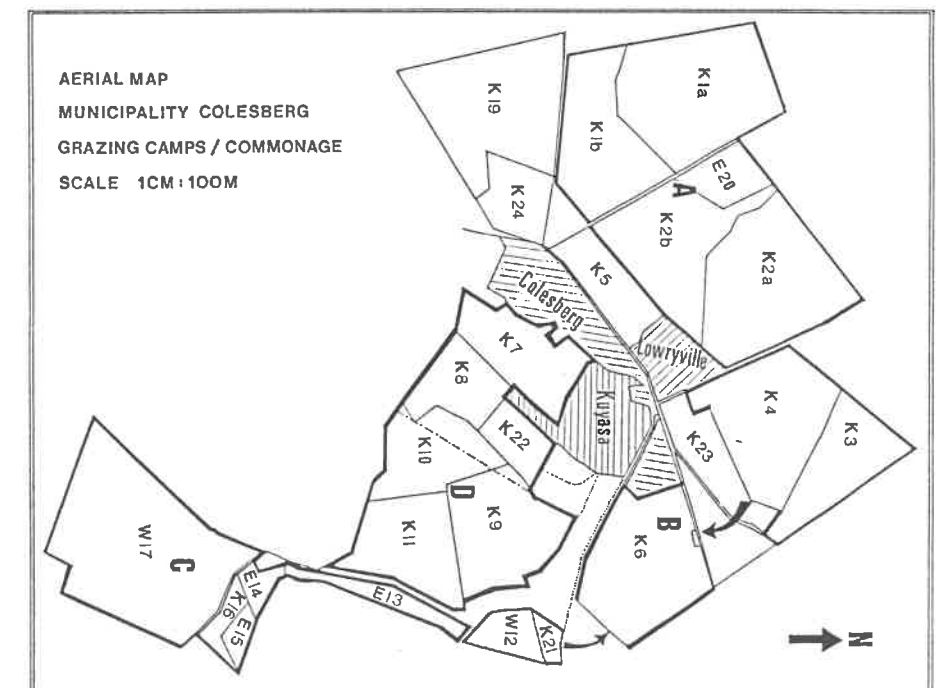 AERIAL MAP
MUNICIPALITY COLESBERG
GRAZING CAMPS / COMMONAGE
SCALE 1CM : 100M
K19
K1b
K1a
E20
A
K24
K2b
K2a
K5
Colesberg
Lowryville
K7
K8
Kuyasa
K4
K3
K23
K22
K10
D
K9
B
K6
K11
W17
C
E14
K16
E15
E13
W12
K21
N